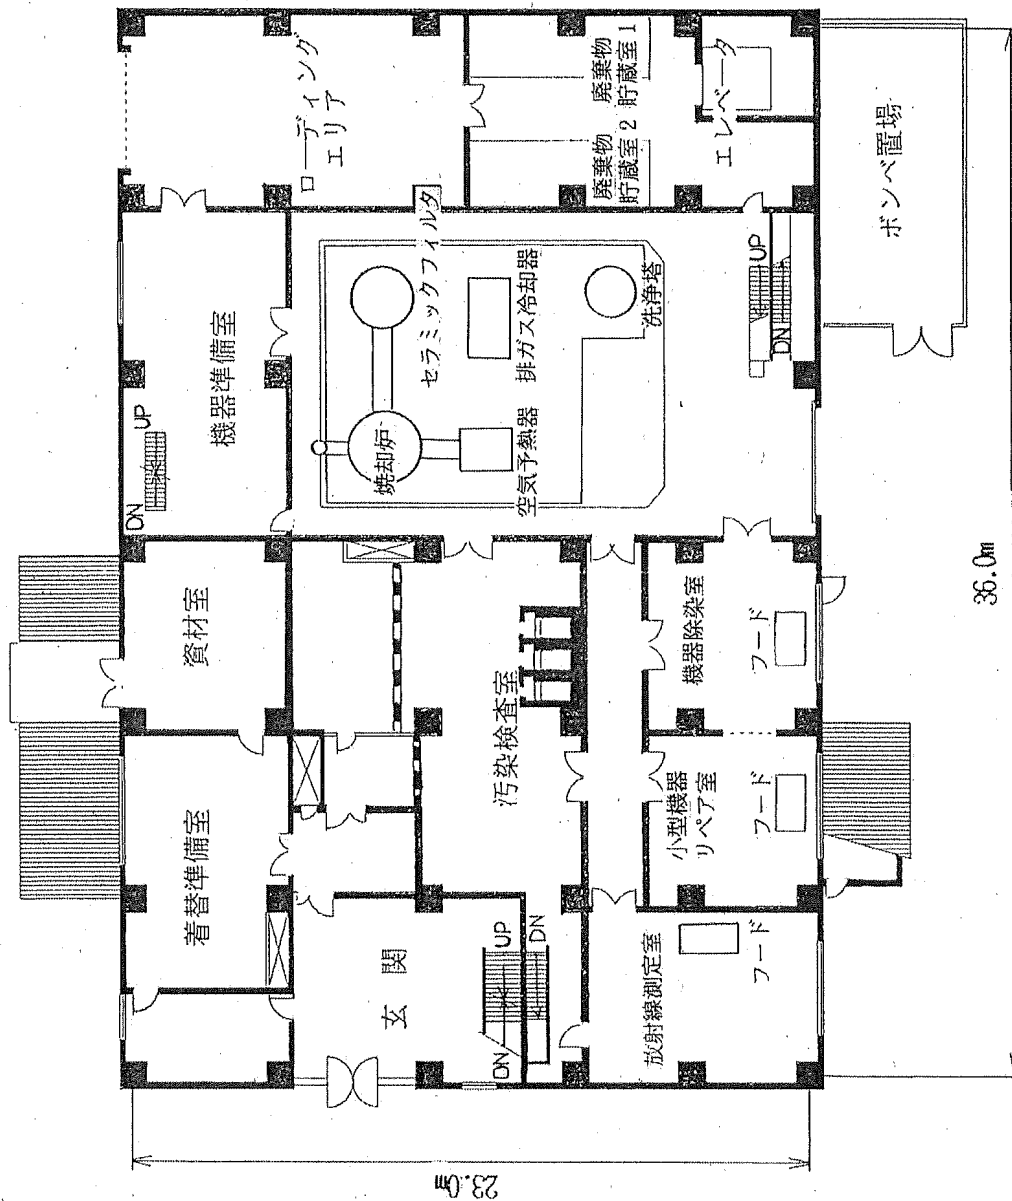 ローディング
エリア
廃棄物
貯蔵室1
廃棄物
貯蔵室2
エレベータ
ボンベ置場
機器準備室
UP
DN
セラミックフィルタ
排ガス冷却器
洗浄塔
焼却炉
空気予熱器
UP
DN
資材室
着替準備室
汚染検査室
機器除染室
フード
小型機器
リペア室
フード
放射線測定室
フード
玄関
UP
DN
DN
36.0m
23.0m